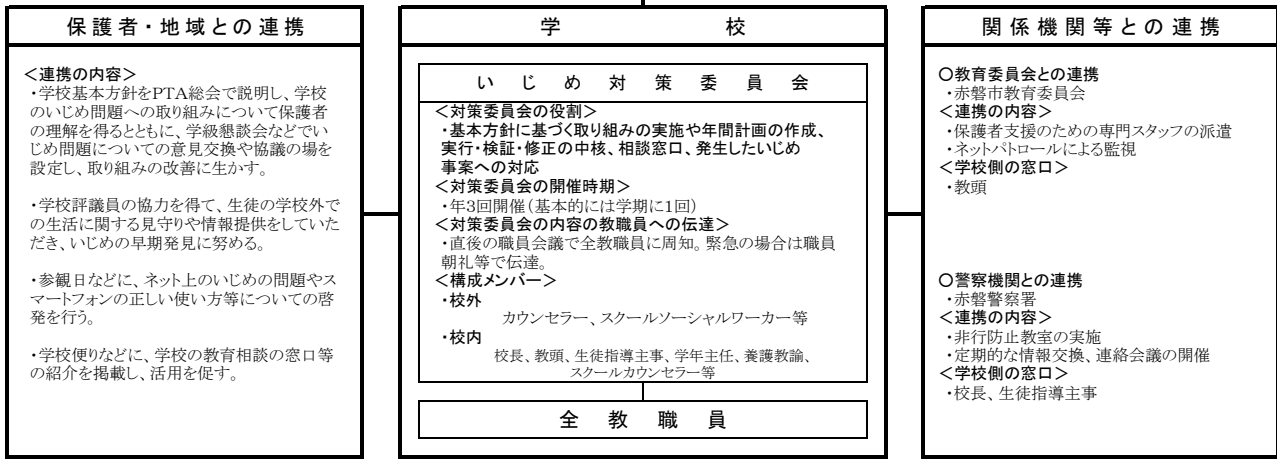 保護者・地域との連携
<連携の内容>
・学校基本方針をPTA総会で説明し、学校
のいじめ問題への取り組みについて保護者
の理解を得るとともに、学級懇談会などでい
じめ問題についての意見交換や協議の場を
設定し、取り組みの改善に生かす。
・学校評議員の協力を得て、生徒の学校外で
の生活に関する見守りや情報提供をしていた
だき、いじめの早期発見に努める。
・参観日などに、ネット上のいじめの問題やス
マートフォンの正しい使い方等についての啓
発を行う。
・学校便りなどに、学校の教育相談の窓口等
の紹介を掲載し、活用を促す。
学 校
いじめ対策委員会
<対策委員会の役割>
・基本方針に基づく取り組みの実施や年間計画の作成、
実行・検証・修正の中核、相談窓口、発生したいじめ
事案への対応
<対策委員会の開催時期>
・年3回開催(基本的には学期に1回)
<対策委員会の内容の教職員への伝達>
・直後の職員会議で全教職員に周知。緊急の場合は職員
朝礼等で伝達。
<構成メンバー>
・校外
カウンセラー、スクールソーシャルワーカー等
・校内
校長、教頭、生徒指導主事、学年主任、養護教諭、
スクールカウンセラー等
全教職員
関係機関等との連携
○教育委員会との連携
・赤磐市教育委員会
<連携の内容>
・保護者支援のための専門スタッフの派遣
・ネットパトロールによる監視
<学校側の窓口>
・教頭
○警察機関との連携
・赤磐警察署
<連携の内容>
・非行防止教室の実施
・定期的な情報交換、連絡会議の開催
<学校側の窓口>
・校長、生徒指導主事